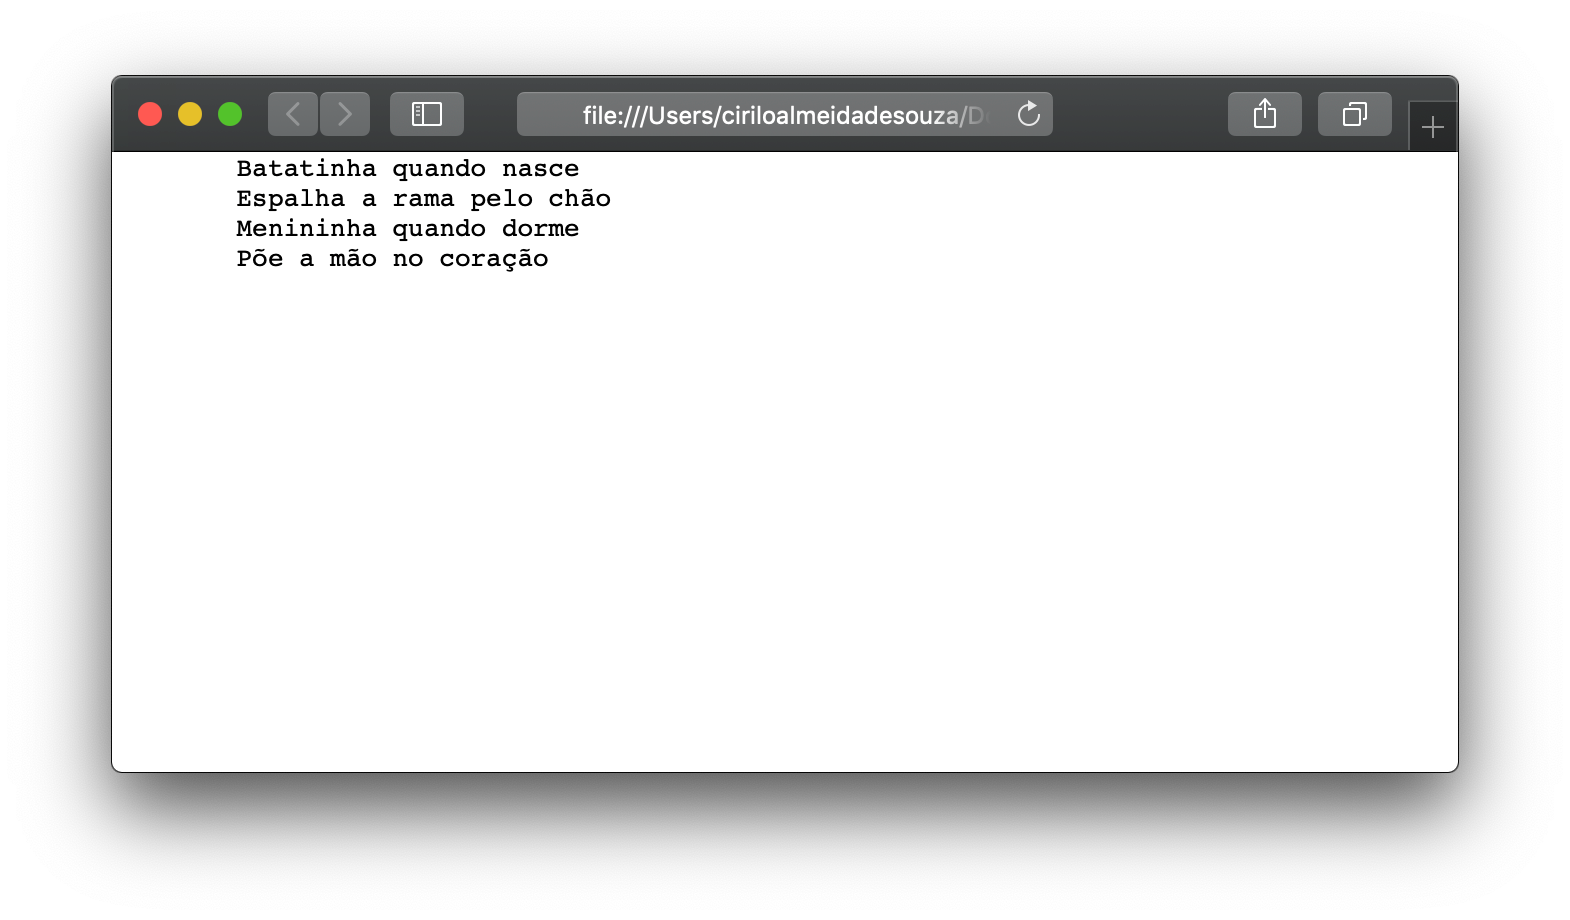 file:///Users/ciriloalmeidadesouza/D
Batatinha quando nasce
Espalha a rama pelo chão
Menininha quando dorme
Põe a mão no coração